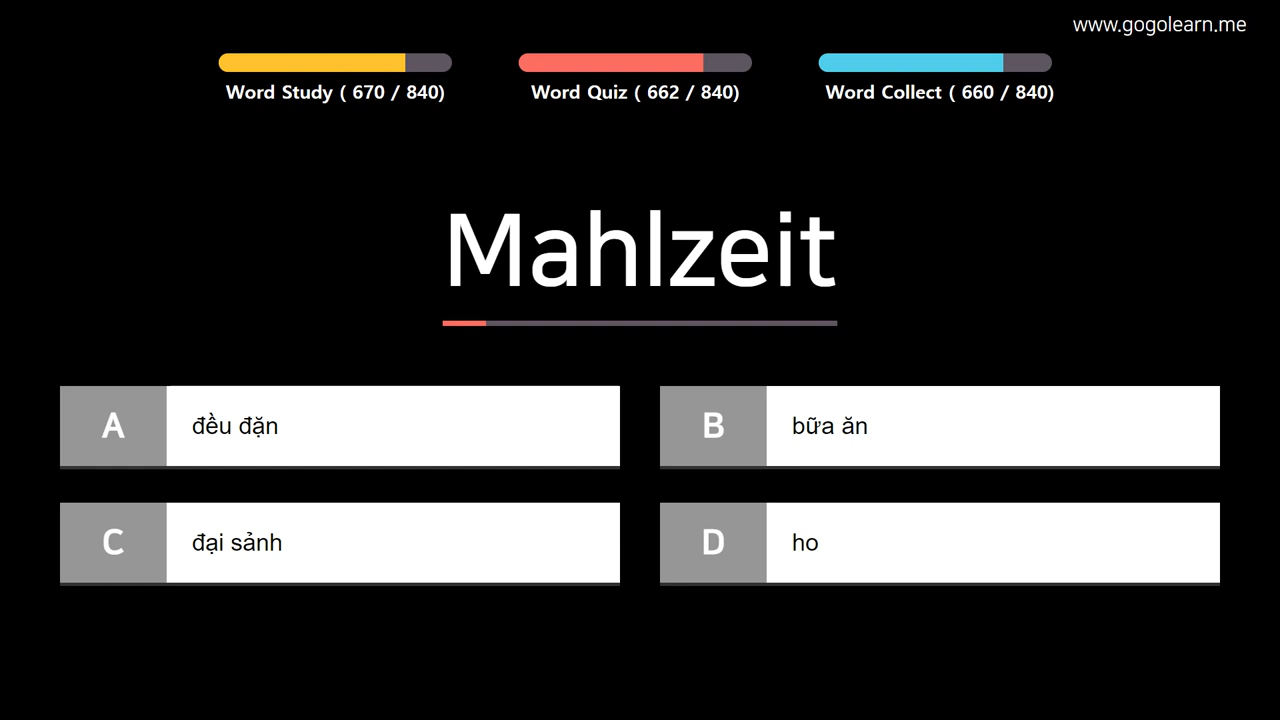 www.gogolearn.me
Word Study ( 670 / 840)
Word Quiz ( 662 / 840)
Word Collect ( 660 / 840)
Mahlzeit
A đều đặn
B bữa ăn
C đại sảnh
D ho